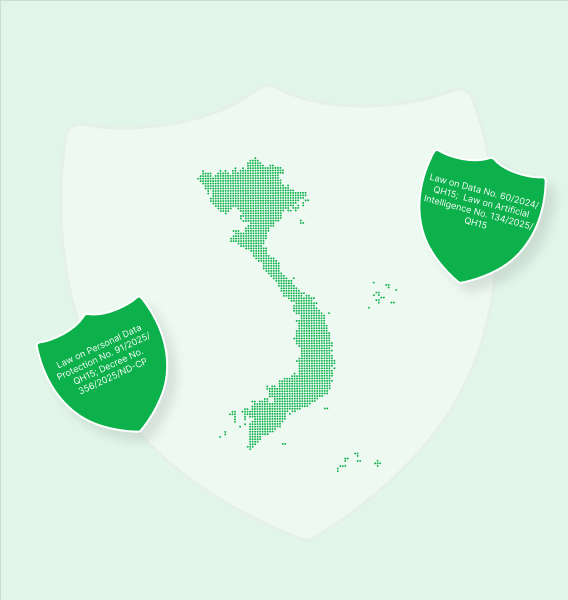 Law on Data No. 60/2024/
QH15;  Law on Artificial
Intelligence No. 134/2025/
QH15
Law on Personal Data
Protection No. 91/2025/
QH15; Decree No.
356/2025/ND-CP